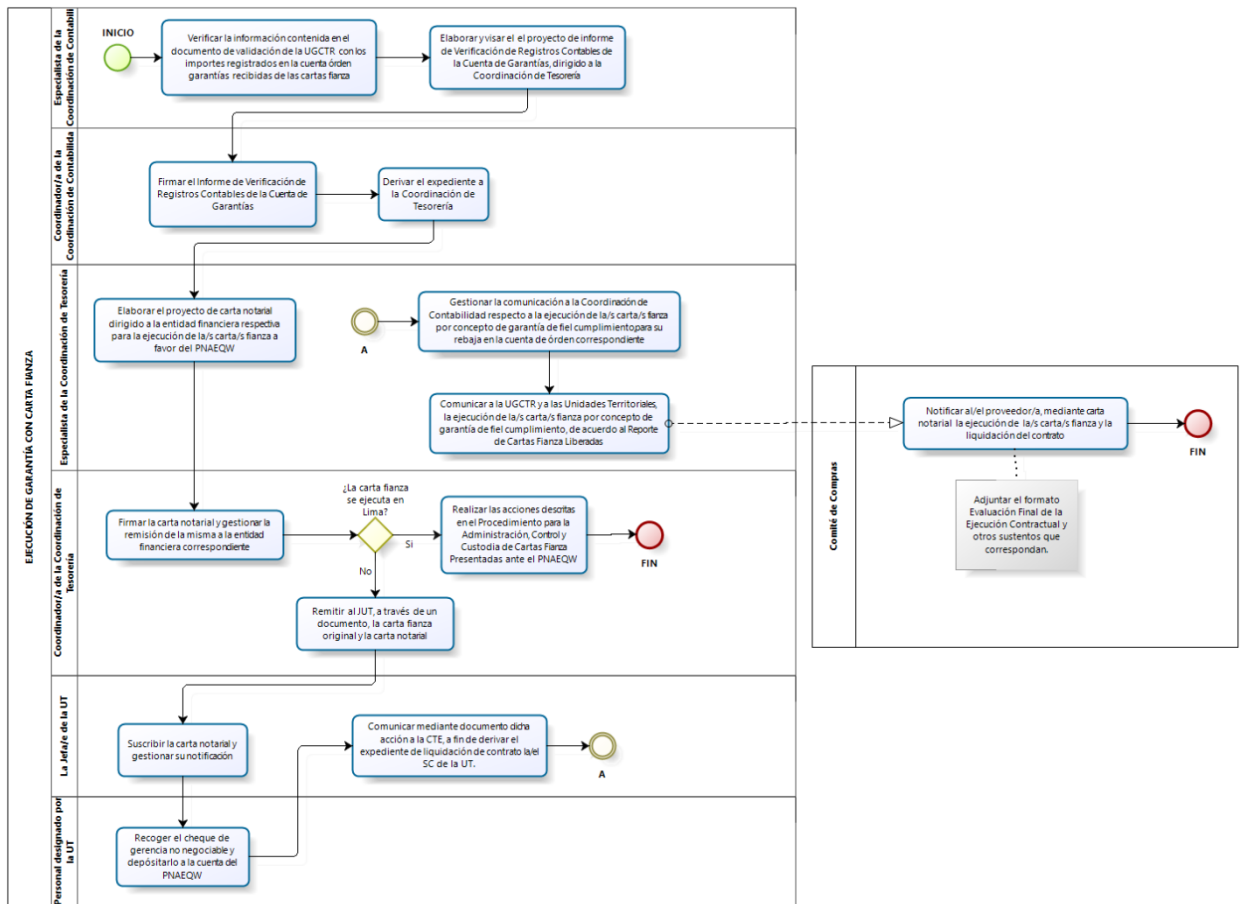 EJECUCIÓN DE GARANTÍA CON CARTA FIANZA
Especialista de la
Coordinación de Contabili
INICIO
Verificar la información contenida en el
documento de validación de la UGCTR con los
importes registrados en la cuenta órden
garantías recibidas de las cartas fianza
Elaborar y visar el el proyecto de informe
de Verificación de Registros Contables de
la Cuenta de Garantías, dirigido a la
Coordinación de Tesorería
Coordinador/a de la
Coordinación de Contabilida
Firmar el Informe de Verificación de
Registros Contables de la Cuenta de
Garantías
Derivar el expediente a
la Coordinación de
Tesorería
Especialista de la Coordinación de Tesorería
Elaborar el proyecto de carta notarial
dirigido a la entidad financiera respectiva
para la ejecución de la/s carta/s fianza a
favor del PNAEQW
A
Gestionar la comunicación a la Coordinación de
Contabilidad respecto a la ejecución de la/s carta/s fianza
por concepto de garantía de fiel cumplimiento para su
rebaja en la cuenta de órden correspondiente
Comunicar a la UGCTR y a las Unidades Territoriales,
la ejecución de la/s carta/s fianza por concepto de
garantía de fiel cumplimiento, de acuerdo al Reporte
de Cartas Fianza Liberadas
Coordinador/a de la Coordinación de
Tesorería
Firmar la carta notarial y gestionar la
remisión de la misma a la entidad
financiera correspondiente
¿La carta fianza
se ejecuta en
Lima?
Si
No
Realizar las acciones descritas
en el Procedimiento para la
Administración, Control y
Custodia de Cartas Fianza
Presentadas ante el PNAEQW
FIN
Remitir al JUT, a través de un
documento, la carta fianza
original y la carta notarial
La Jefa/e de la UT
Suscribir la carta notarial y
gestionar su notificación
Comunicar mediante documento dicha
acción a la CTE, a fin de derivar el
expediente de liquidación de contrato la/el
SC de la UT.
A
Personal designado por
la UT
Recoger el cheque de
gerencia no negociable y
depósitarlo a la cuenta del
PNAEQW
Comité de Compras
Notificar al/el proveedor/a, mediante carta
notarial la ejecución de la/s carta/s fianza y la
liquidación del contrato
FIN
Adjuntar el formato
Evaluación Final de la
Ejecución Contractual y
otros sustentos que
correspondan.